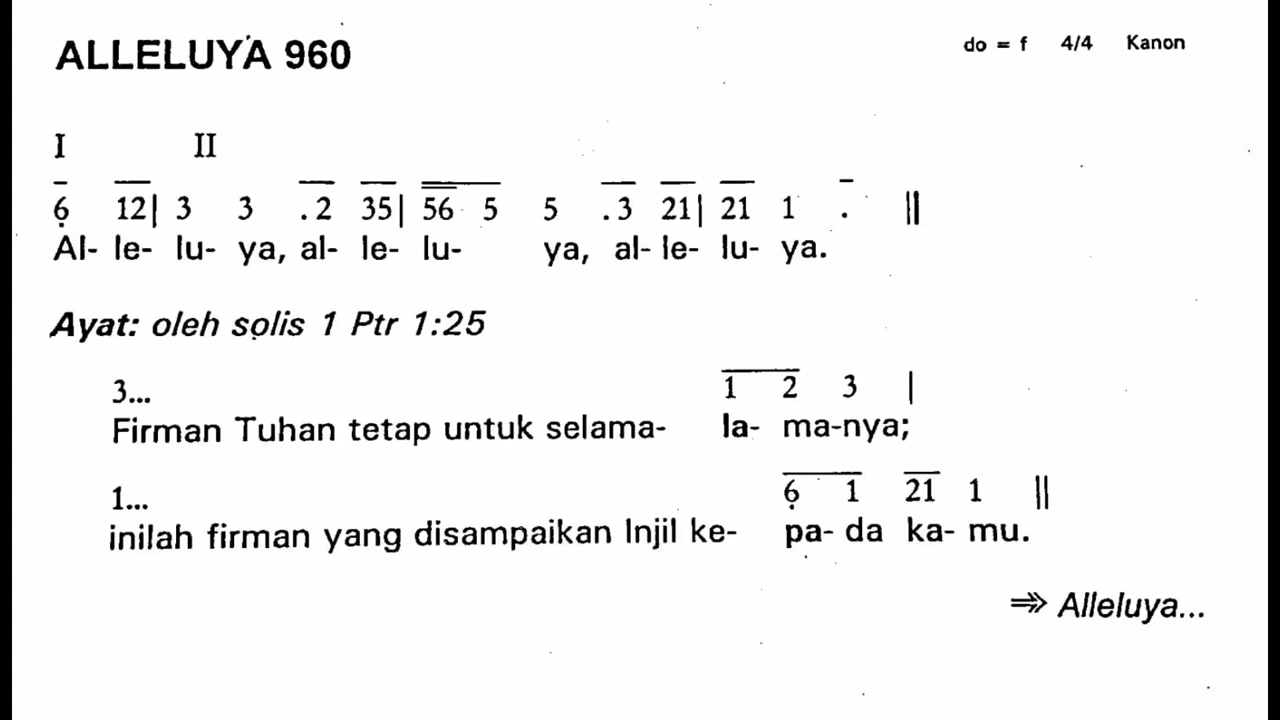 ALLELUYA 960 do = f 4/4 Kanon
I II
6̣ 12| 3 3 .2 35| 56 5 5 .3 21| 21 1 . ||
Al- le- lu- ya, al- le- lu- ya, al- le- lu- ya.
Ayat: oleh solis 1 Ptr 1:25
3... 1 2 3 |
Firman Tuhan tetap untuk selama- la- ma-nya;
1... 6̣ 1 21 1 ||
inilah firman yang disampaikan Injil ke- pa- da ka- mu.
⇒ Alleluya...